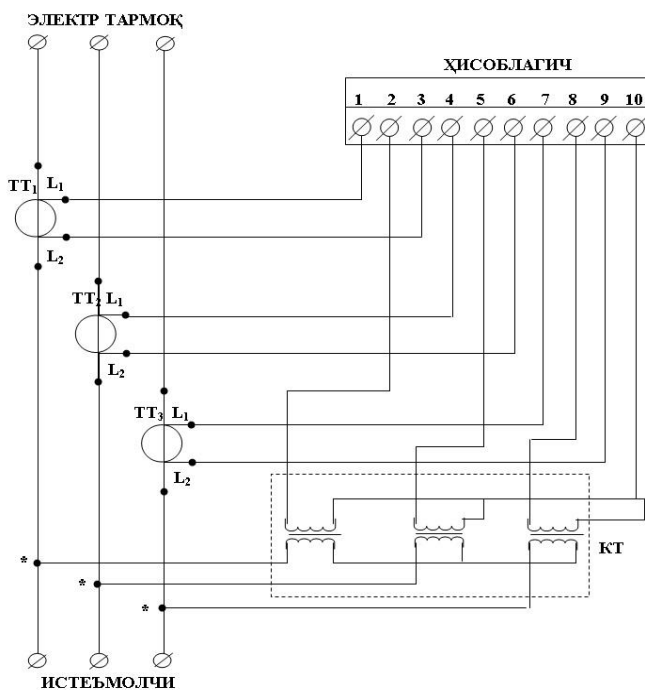 ЭЛЕКТР ТАРМОҚ
ҲИСОБЛАГИЧ
1 2 3 4 5 6 7 8 9 10
TT₁ L₁
L₂
TT₂ L₁
L₂
TT₃ L₁
L₂
КТ
*
*
*
ИСТЕЪМОЛЧИ